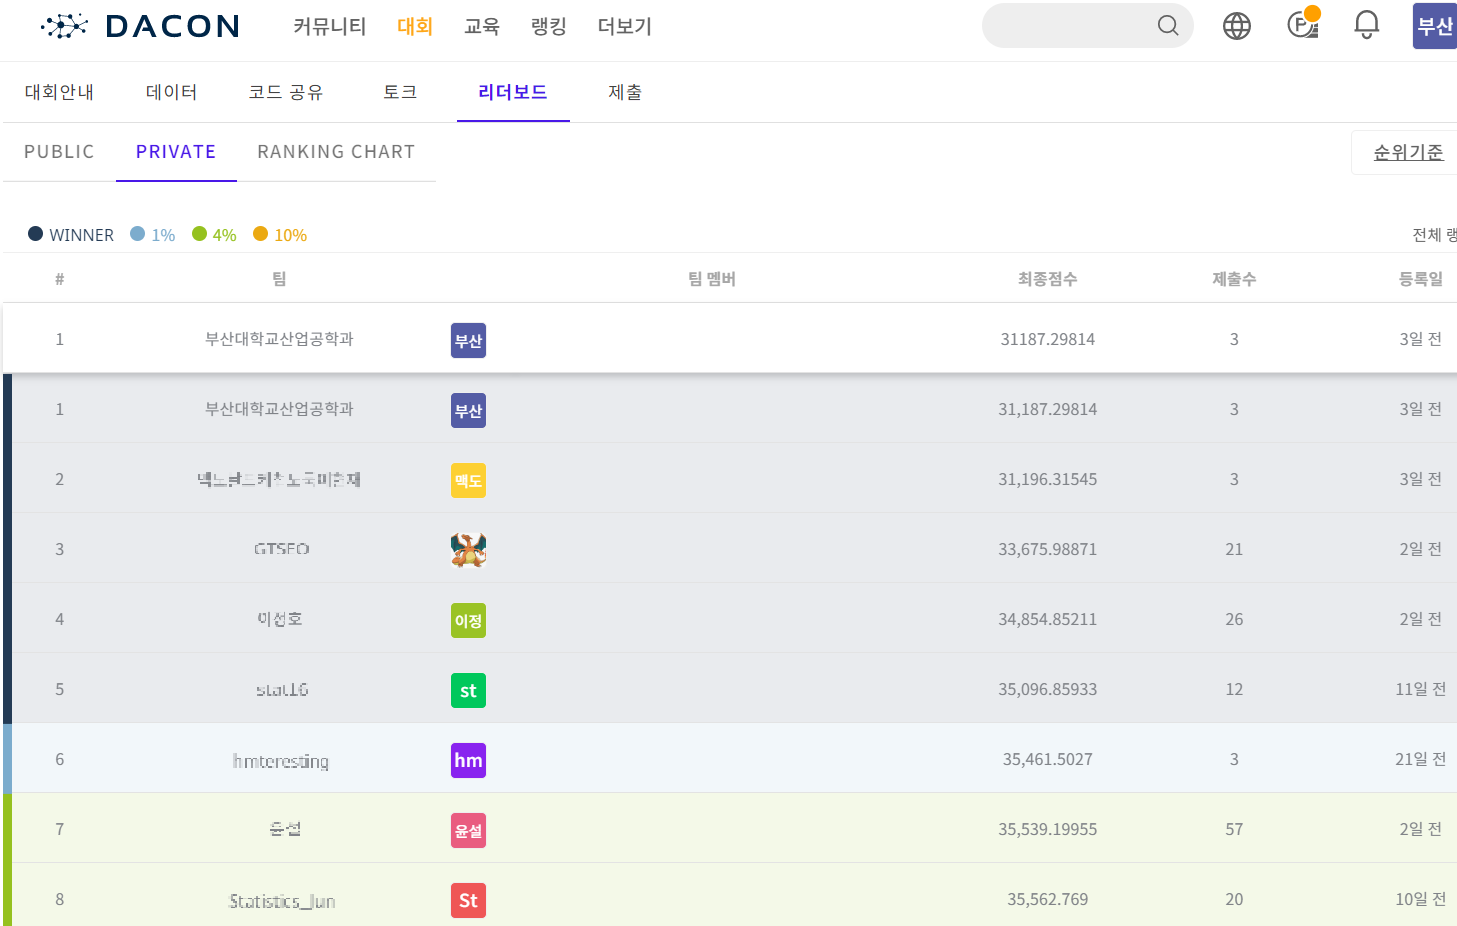 DACON 커뮤니티 대회 교육 랭킹 더보기 P 부산
대회안내 데이터 코드 공유 토크 리더보드 제출
PUBLIC PRIVATE RANKING CHART 순위기준
WINNER 1% 4% 10% 전체 랭
# 팀 팀 멤버 최종점수 제출수 등록일
1 부산대학교산업공학과 부산 31187.29814 3 3일 전
1 부산대학교산업공학과 부산 31,187.29814 3 3일 전
2 맥도 31,196.31545 3 3일 전
3 GTSEO 33,675.98871 21 2일 전
4 이정 34,854.85211 26 2일 전
5 stat16 st 35,096.85933 12 11일 전
6 hmteresting hm 35,461.5027 3 21일 전
7 윤설 윤설 35,539.19955 57 2일 전
8 Statistics_Jun St 35,562.769 20 10일 전